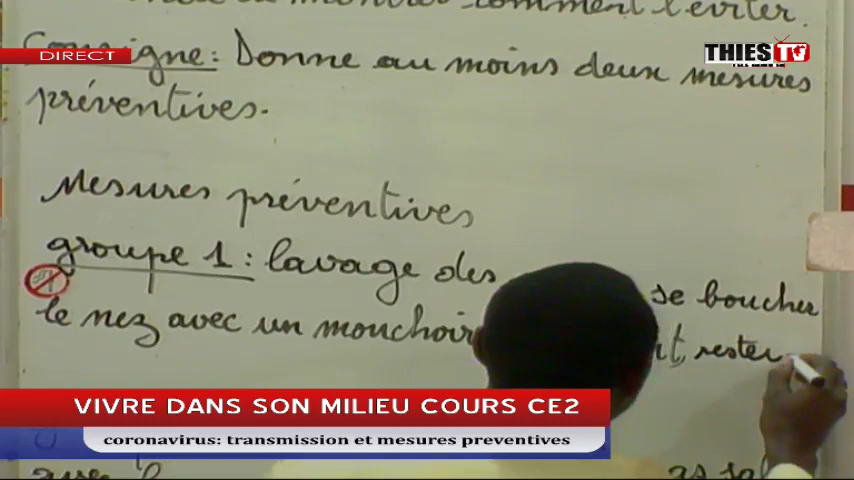 montrer comment l'éviter.
Consigne: Donne au moins deux mesures
préventives.
Mesures préventives
groupe 1: lavage des
se boucher
le nez avec un mouchoir
rester
DIRECT
THIES TV
VIVRE DANS SON MILIEU COURS CE2
coronavirus: transmission et mesures preventives